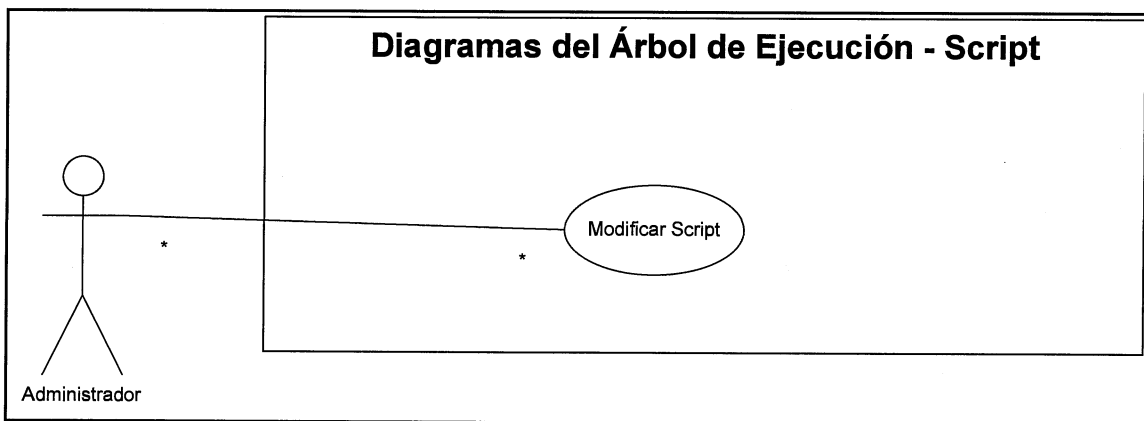 Diagramas del Árbol de Ejecución - Script
Modificar Script
*
*
Administrador